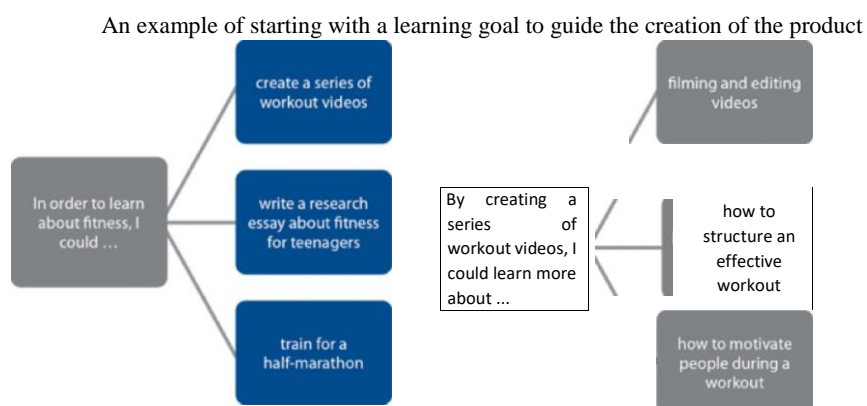 An example of starting with a learning goal to guide the creation of the product
In order to learn
about fitness, I
could ...
create a series of
workout videos
write a research
essay about fitness
for teenagers
train for a
half-marathon
By creating a
series of
workout videos, I
could learn more
about ...
filming and editing
videos
how to
structure an
effective
workout
how to motivate
people during a
workout